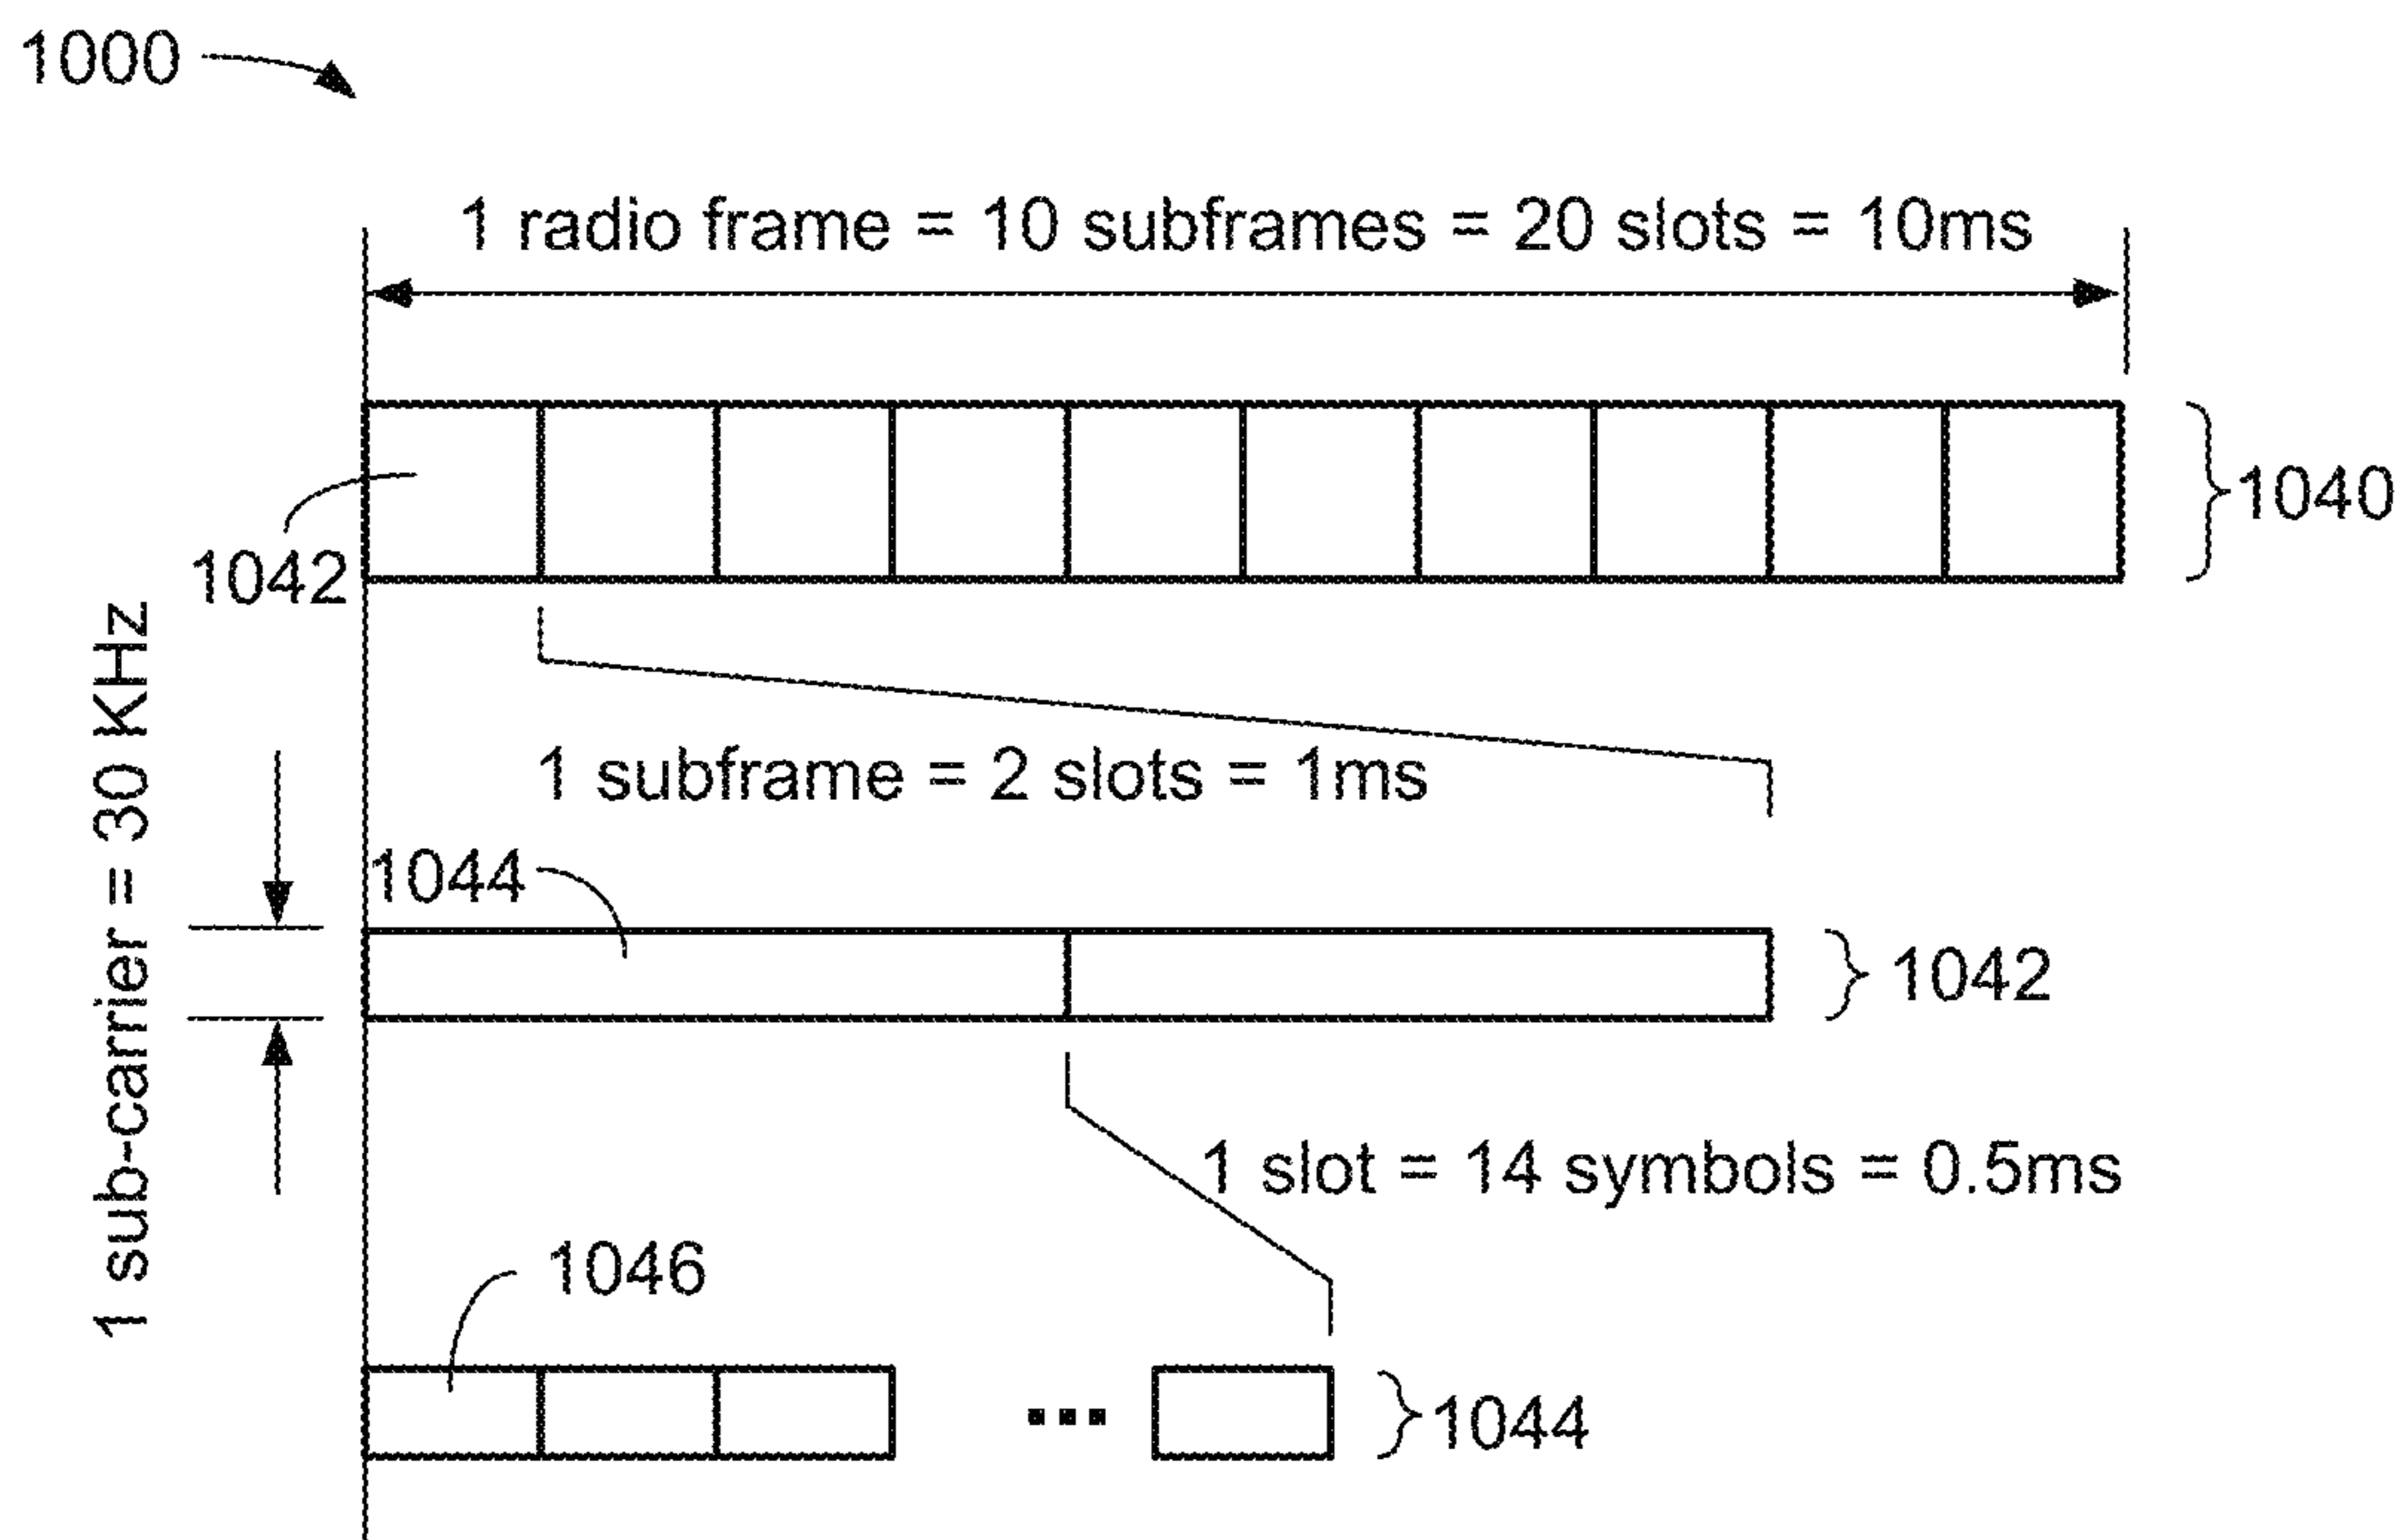 1000
1 radio frame = 10 subframes = 20 slots = 10ms
1040
1042
1 sub-carrier = 30 KHz
1 subframe = 2 slots = 1ms
1044
1042
1 slot = 14 symbols = 0.5ms
1046
...
1044